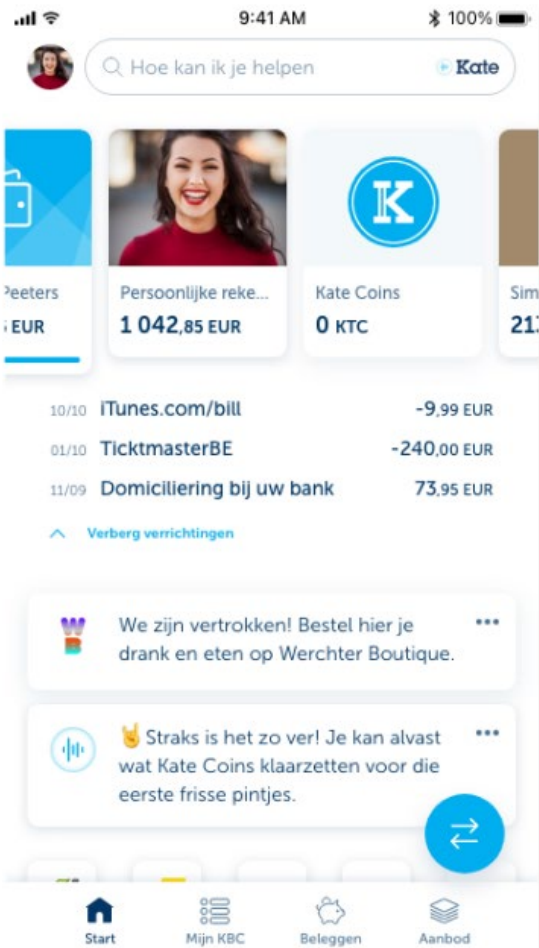 9:41 AM
100%
Hoe kan ik je helpen
Kate
Peeters
EUR
Persoonlijke reke...
1 042,85 EUR
K
Kate Coins
0 KTC
Sim
213
10/10 iTunes.com/bill -9,99 EUR
01/10 TicktmasterBE -240,00 EUR
11/09 Domiciliering bij uw bank 73,95 EUR
Verberg verrichtingen
WB
We zijn vertrokken! Bestel hier je
drank en eten op Werchter Boutique.
🤘 Straks is het zo ver! Je kan alvast
wat Kate Coins klaarzetten voor die
eerste frisse pintjes.
Start
Mijn KBC
Beleggen
Aanbod